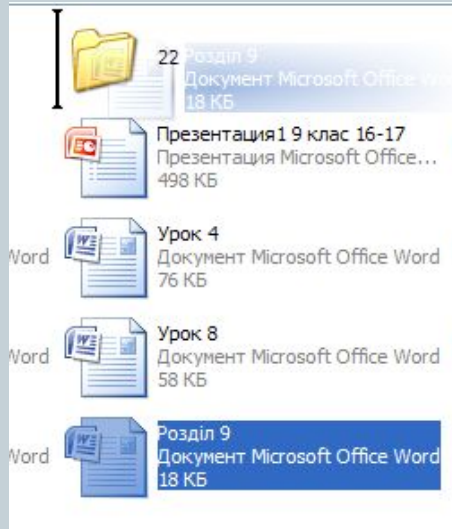 22 Розділ 9
Документ Microsoft Office Wo
18 КБ
Презентация1 9 клас 16-17
Презентация Microsoft Office...
498 КБ
Урок 4
Word Документ Microsoft Office Word
76 КБ
Урок 8
Word Документ Microsoft Office Word
58 КБ
Розділ 9
Word Документ Microsoft Office Word
18 КБ